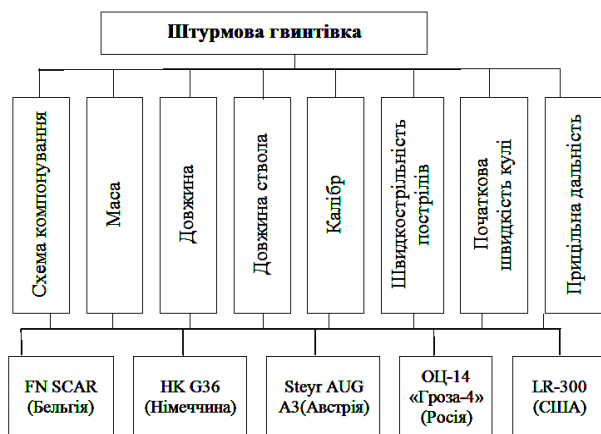 Штурмова гвинтівка
Схема компонування
Маса
Довжина
Довжина ствола
Калібр
Швидкострільність
пострілів
Початкова
швидкість кулі
Прицільна дальність
FN SCAR
(Бельгія)
HK G36
(Німеччина)
Steyr AUG
A3(Австрія)
ОЦ-14
«Гроза-4»
(Росія)
LR-300
(США)